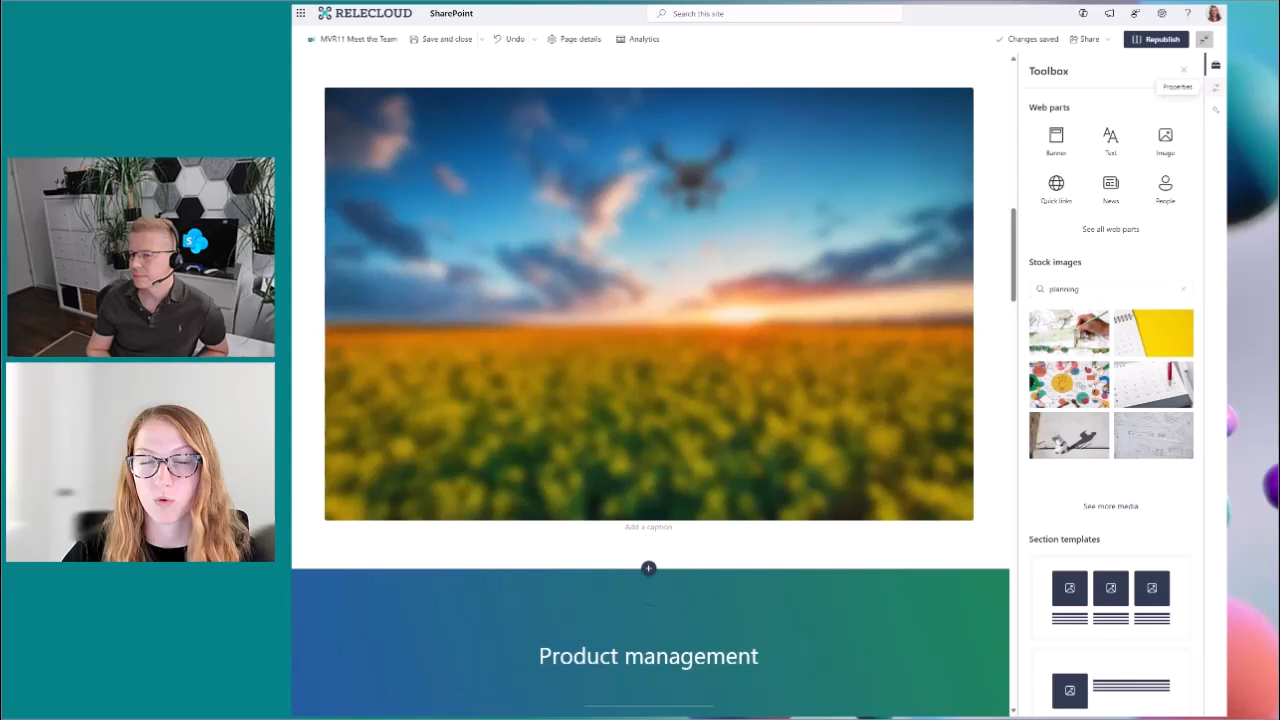 RELECLOUD
SharePoint
Search this site
MVR11 Meet the Team
Save and close
Undo
Page details
Analytics
Changes saved
Share
Republish
Toolbox
Properties
Web parts
Banner
Text
Image
Quick links
News
People
See all web parts
Stock images
planning
See more media
Section templates
Add a caption
Product management
S